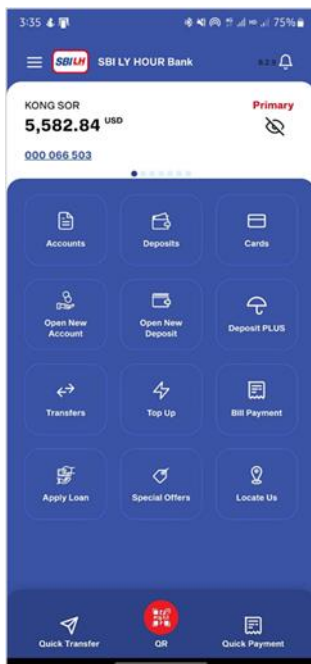 3:35 75%
SBI LH SBI LY HOUR Bank
KONG SOR Primary
5,582.84 USD
000 066 503
Accounts Deposits Cards
Open New Account Open New Deposit Deposit PLUS
Transfers Top Up Bill Payment
Apply Loan Special Offers Locate Us
Quick Transfer QR Quick Payment